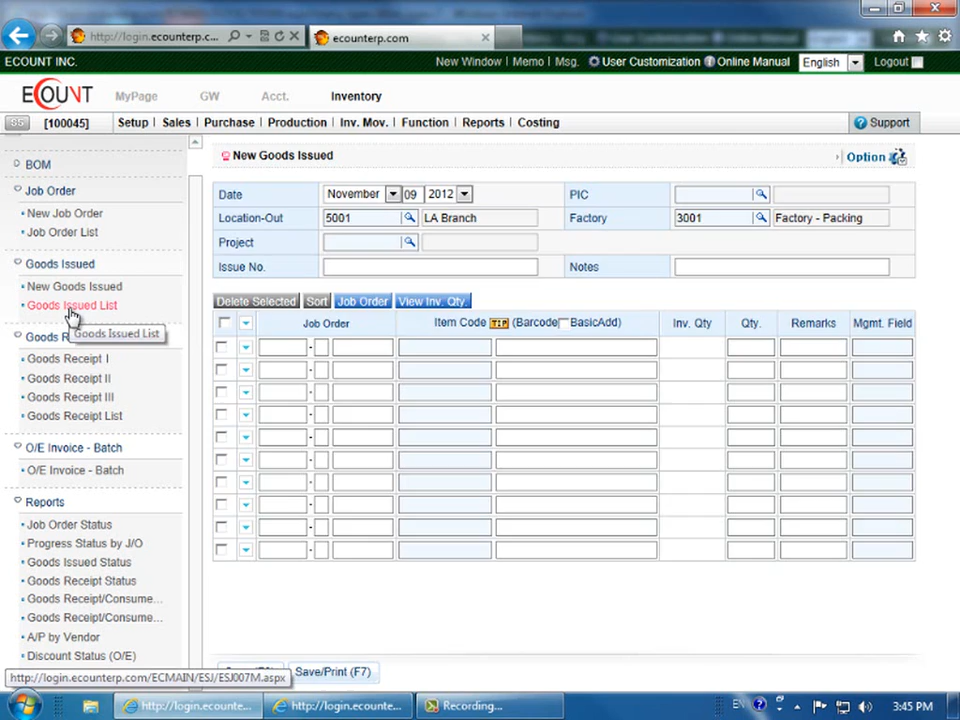 http://login.ecounterp.c...
ecounterp.com
ECOUNT INC.
New Window | Memo | Msg. User Customization Online Manual English Logout
ECOUNT MyPage GW Acct. Inventory
[100045] Setup Sales Purchase Production Inv. Mov. Function Reports Costing Support
BOM
Job Order
New Job Order
Job Order List
Goods Issued
New Goods Issued
Goods Issued List
Goods Issued List
Goods R
Goods Receipt I
Goods Receipt II
Goods Receipt III
Goods Receipt List
O/E Invoice - Batch
O/E Invoice - Batch
Reports
Job Order Status
Progress Status by J/O
Goods Issued Status
Goods Receipt Status
Goods Receipt/Consume...
Goods Receipt/Consume...
A/P by Vendor
Discount Status (O/E)
New Goods Issued Option
Date November 09 2012 PIC
Location-Out 5001 LA Branch Factory 3001 Factory - Packing
Project
Issue No. Notes
Delete Selected Sort Job Order View Inv. Qty.
Job Order Item Code TIP (Barcode BasicAdd) Inv. Qty Qty. Remarks Mgmt. Field
Save/Print (F7)
http://login.ecounterp.com/ECMAIN/ESJ/ESJ007M.aspx
http://login.ecounte... http://login.ecounte... Recording... EN 3:45 PM